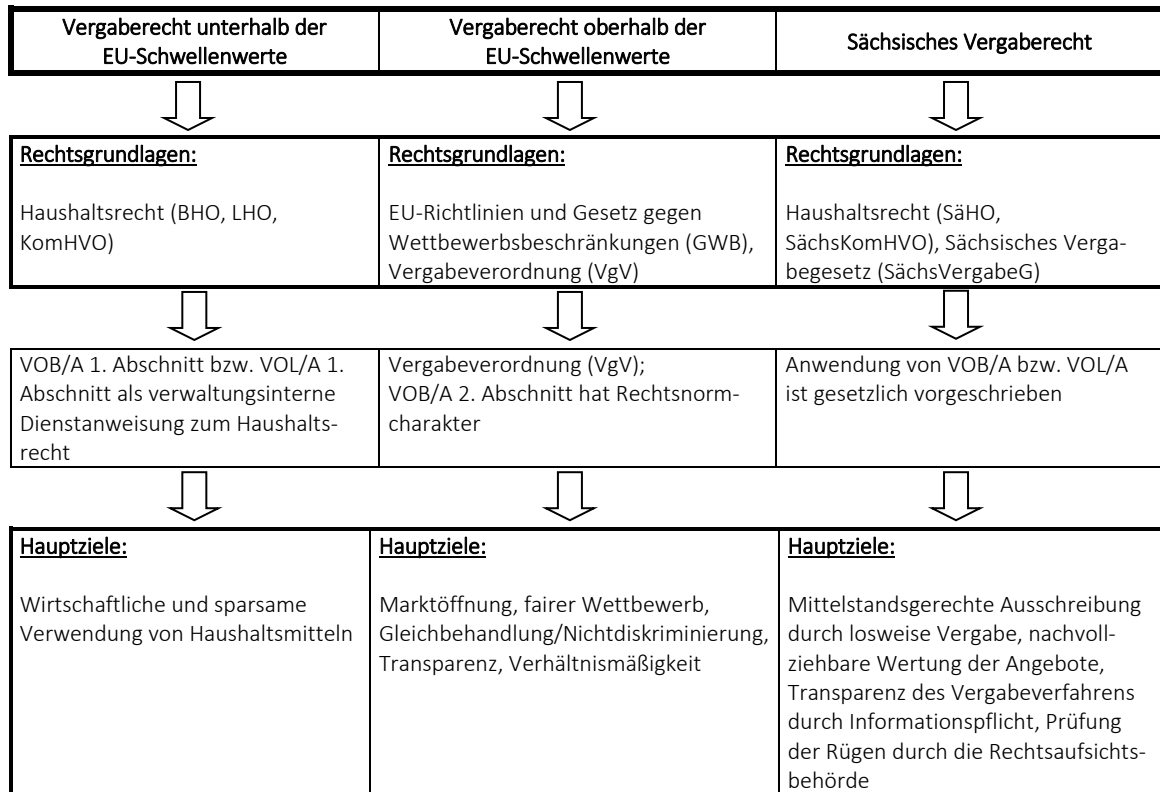 Vergaberecht unterhalb der
EU-Schwellenwerte
Vergaberecht oberhalb der
EU-Schwellenwerte
Sächsisches Vergaberecht
Rechtsgrundlagen:
Haushaltsrecht (BHO, LHO,
KomHVO)
Rechtsgrundlagen:
EU-Richtlinien und Gesetz gegen
Wettbewerbsbeschränkungen (GWB),
Vergabeverordnung (VgV)
Rechtsgrundlagen:
Haushaltsrecht (SäHO,
SächsKomHVO), Sächsisches Verga-
begesetz (SächsVergabeG)
VOB/A 1. Abschnitt bzw. VOL/A 1.
Abschnitt als verwaltungsinterne
Dienstanweisung zum Haushalts-
recht
Vergabeverordnung (VgV);
VOB/A 2. Abschnitt hat Rechtsnorm-
charakter
Anwendung von VOB/A bzw. VOL/A
ist gesetzlich vorgeschrieben
Hauptziele:
Wirtschaftliche und sparsame
Verwendung von Haushaltsmitteln
Hauptziele:
Marktöffnung, fairer Wettbewerb,
Gleichbehandlung/Nichtdiskriminierung,
Transparenz, Verhältnismäßigkeit
Hauptziele:
Mittelstandsgerechte Ausschreibung
durch losweise Vergabe, nachvoll-
ziehbare Wertung der Angebote,
Transparenz des Vergabeverfahrens
durch Informationspflicht, Prüfung
der Rügen durch die Rechtsaufsichts-
behörde